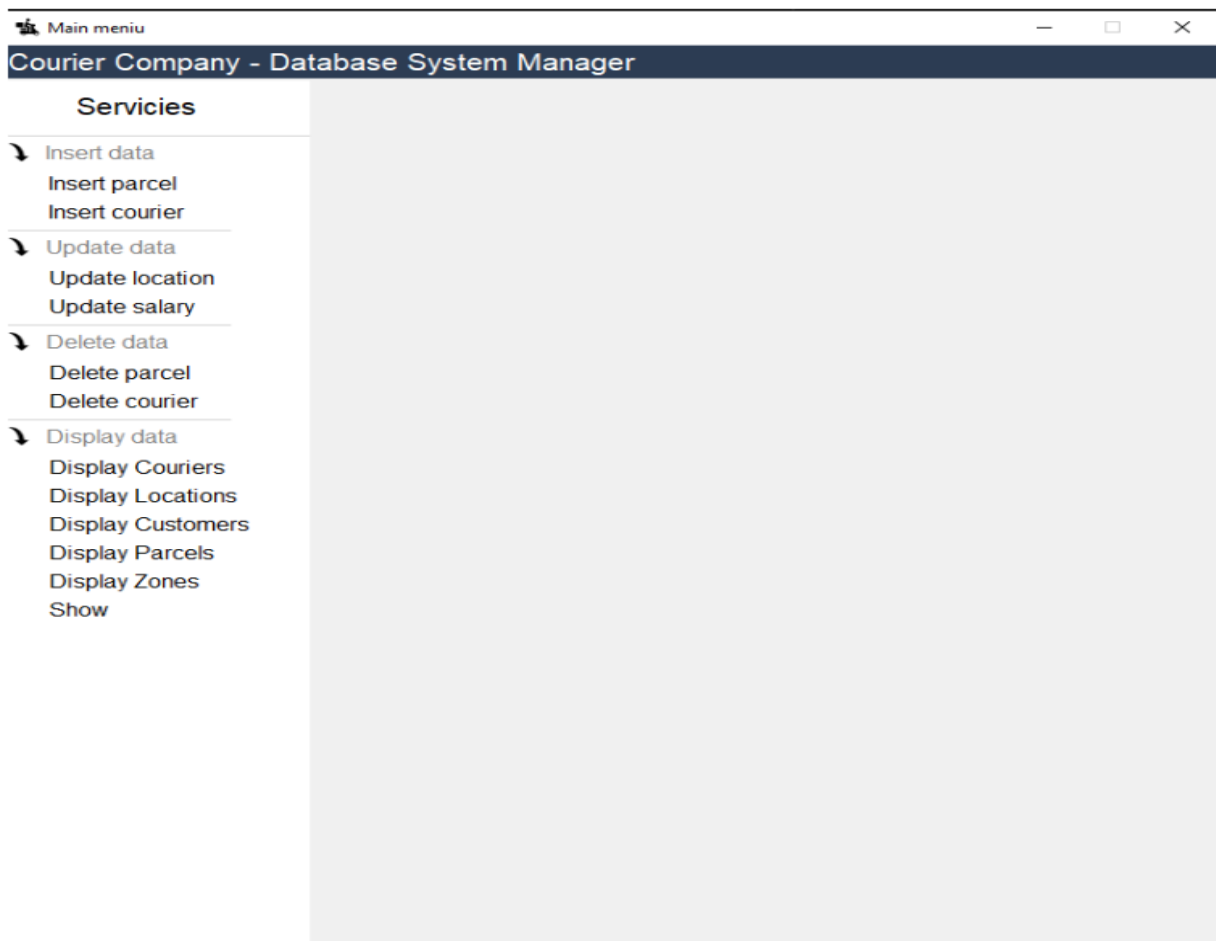 Main meniu
Courier Company - Database System Manager
Servicies
Insert data
Insert parcel
Insert courier
Update data
Update location
Update salary
Delete data
Delete parcel
Delete courier
Display data
Display Couriers
Display Locations
Display Customers
Display Parcels
Display Zones
Show